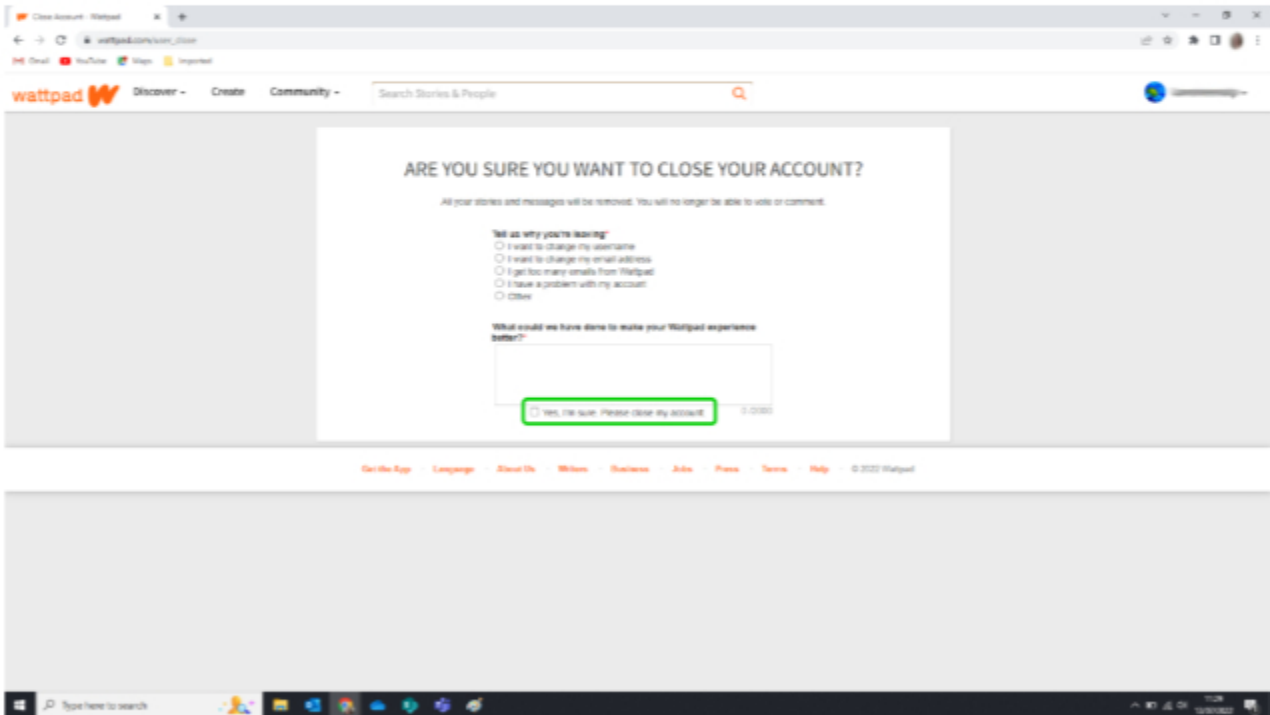 Close Account - Wattpad
wattpad.com/user_close
Gmail YouTube Maps Imported
wattpad Discover Create Community Search Stories & People
ARE YOU SURE YOU WANT TO CLOSE YOUR ACCOUNT?
All your stories and messages will be removed. You will no longer be able to vote or comment.
Tell us why you're leaving*
I want to change my username
I want to change my email address
I get too many emails from Wattpad
I have a problem with my account
Other
What could we have done to make your Wattpad experience
better?*
Yes, I'm sure. Please close my account.
Get the App Language About Us Writers Business Jobs Press Terms Help © 2022 Wattpad
Type here to search